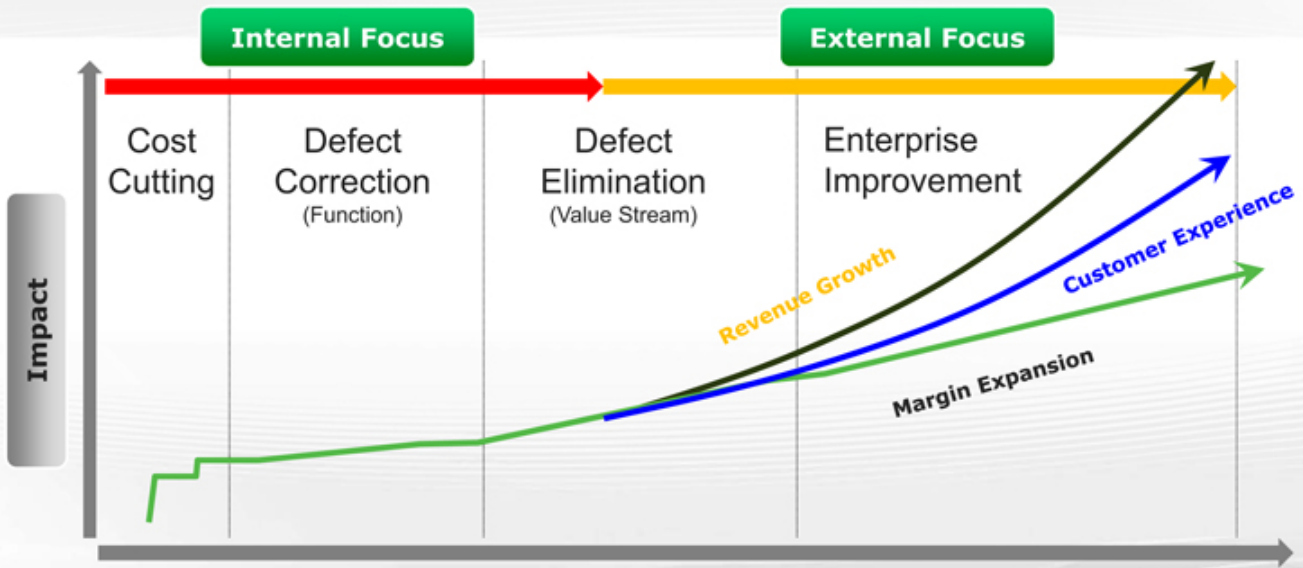 Internal Focus
External Focus
Cost
Cutting
Defect
Correction
(Function)
Defect
Elimination
(Value Stream)
Enterprise
Improvement
Impact
Revenue Growth
Customer Experience
Margin Expansion